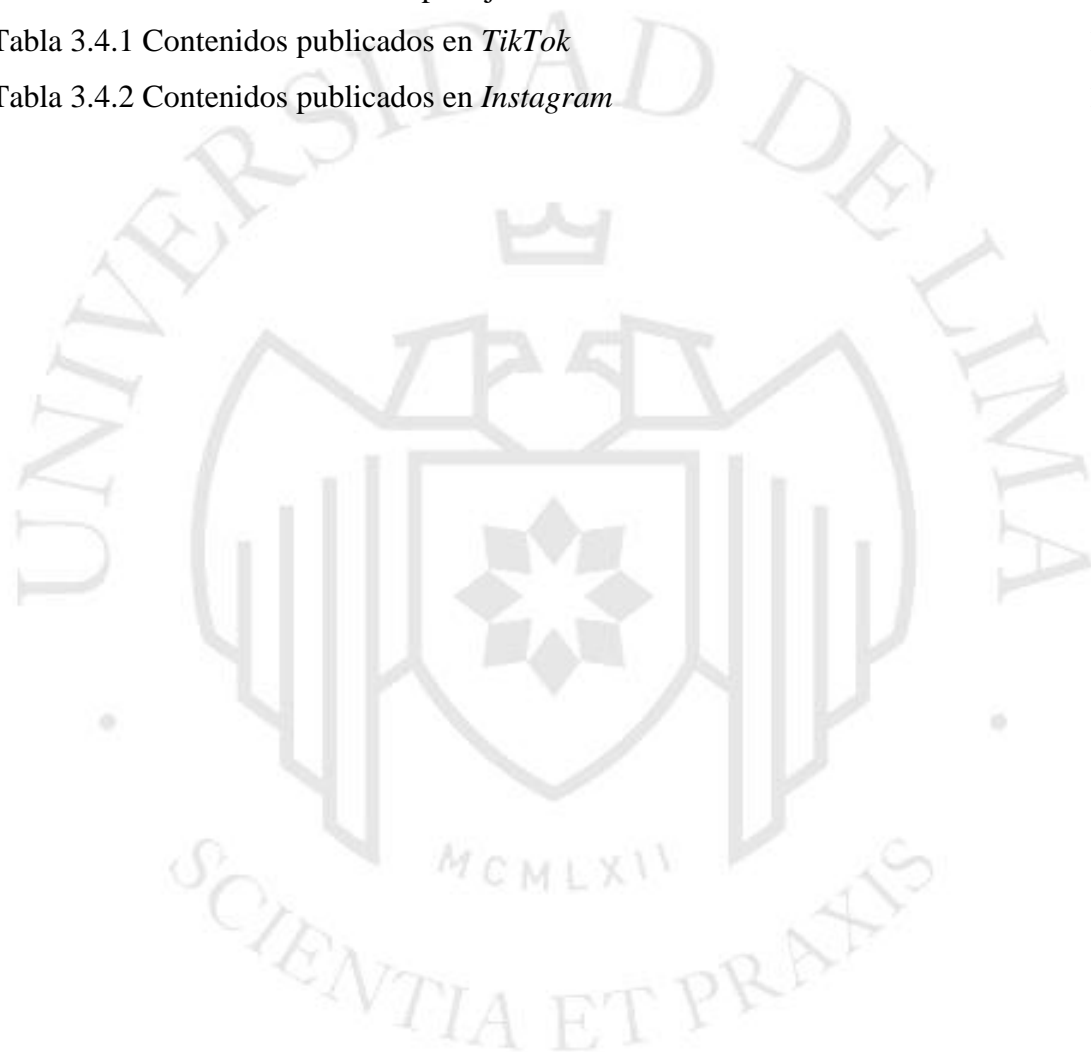 Tabla 3.4.1 Contenidos publicados en TikTok
Tabla 3.4.2 Contenidos publicados en Instagram
UNIVERSIDAD DE LIMA
MCMLXII
SCIENTIA ET PRAXIS